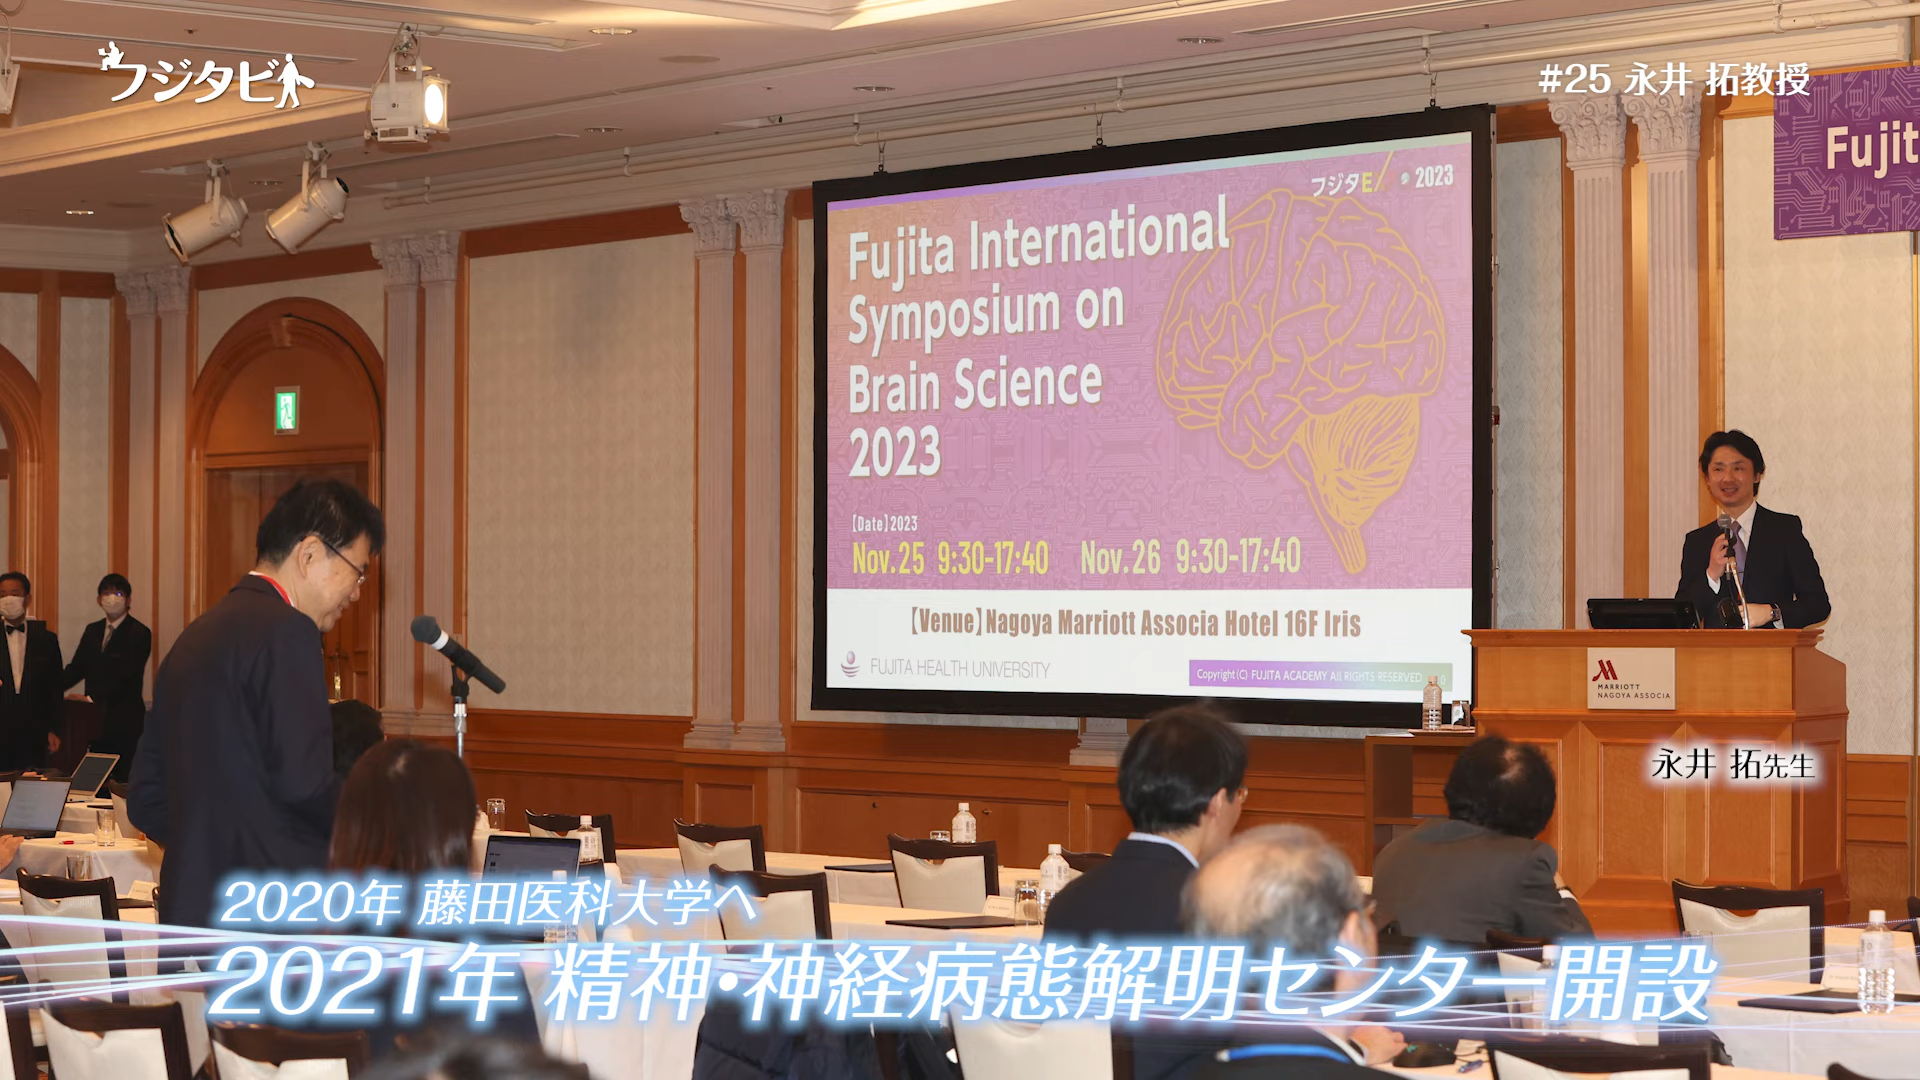 フジタビ
#25 永井 拓教授
Fujit
フジタE
2023
Fujita International
Symposium on
Brain Science
2023
【Date】2023
Nov.25 9:30-17:40 Nov.26 9:30-17:40
【Venue】Nagoya Marriott Associa Hotel 16F Iris
FUJITA HEALTH UNIVERSITY
Copyright(C) FUJITA ACADEMY All RIGHTS RESERVED
MARRIOTT
NAGOYA ASSOCIA
永井 拓先生
2020年 藤田医科大学へ
2021年 精神・神経病態解明センター開設